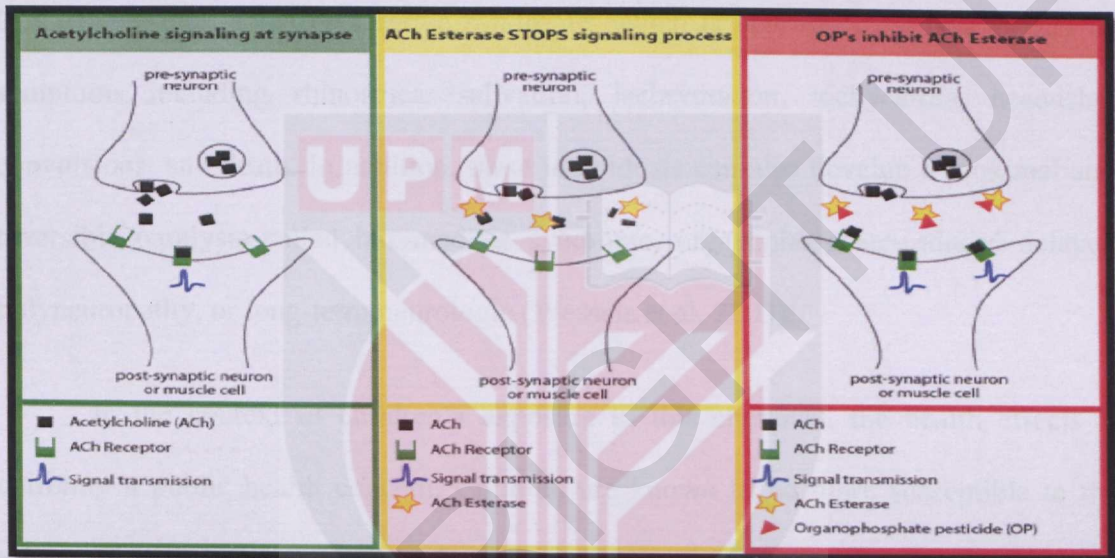 Acetylcholine signaling at synapse
pre-synaptic
neuron
post-synaptic neuron
or muscle cell
Acetylcholine (ACh)
ACh Receptor
Signal transmission
ACh Esterase STOPS signaling process
pre-synaptic
neuron
post-synaptic neuron
or muscle cell
ACh
ACh Receptor
Signal transmission
ACh Esterase
OP's inhibit ACh Esterase
pre-synaptic
neuron
post-synaptic neuron
or muscle cell
ACh
ACh Receptor
Signal transmission
ACh Esterase
Organophosphate pesticide (OP)
UPM